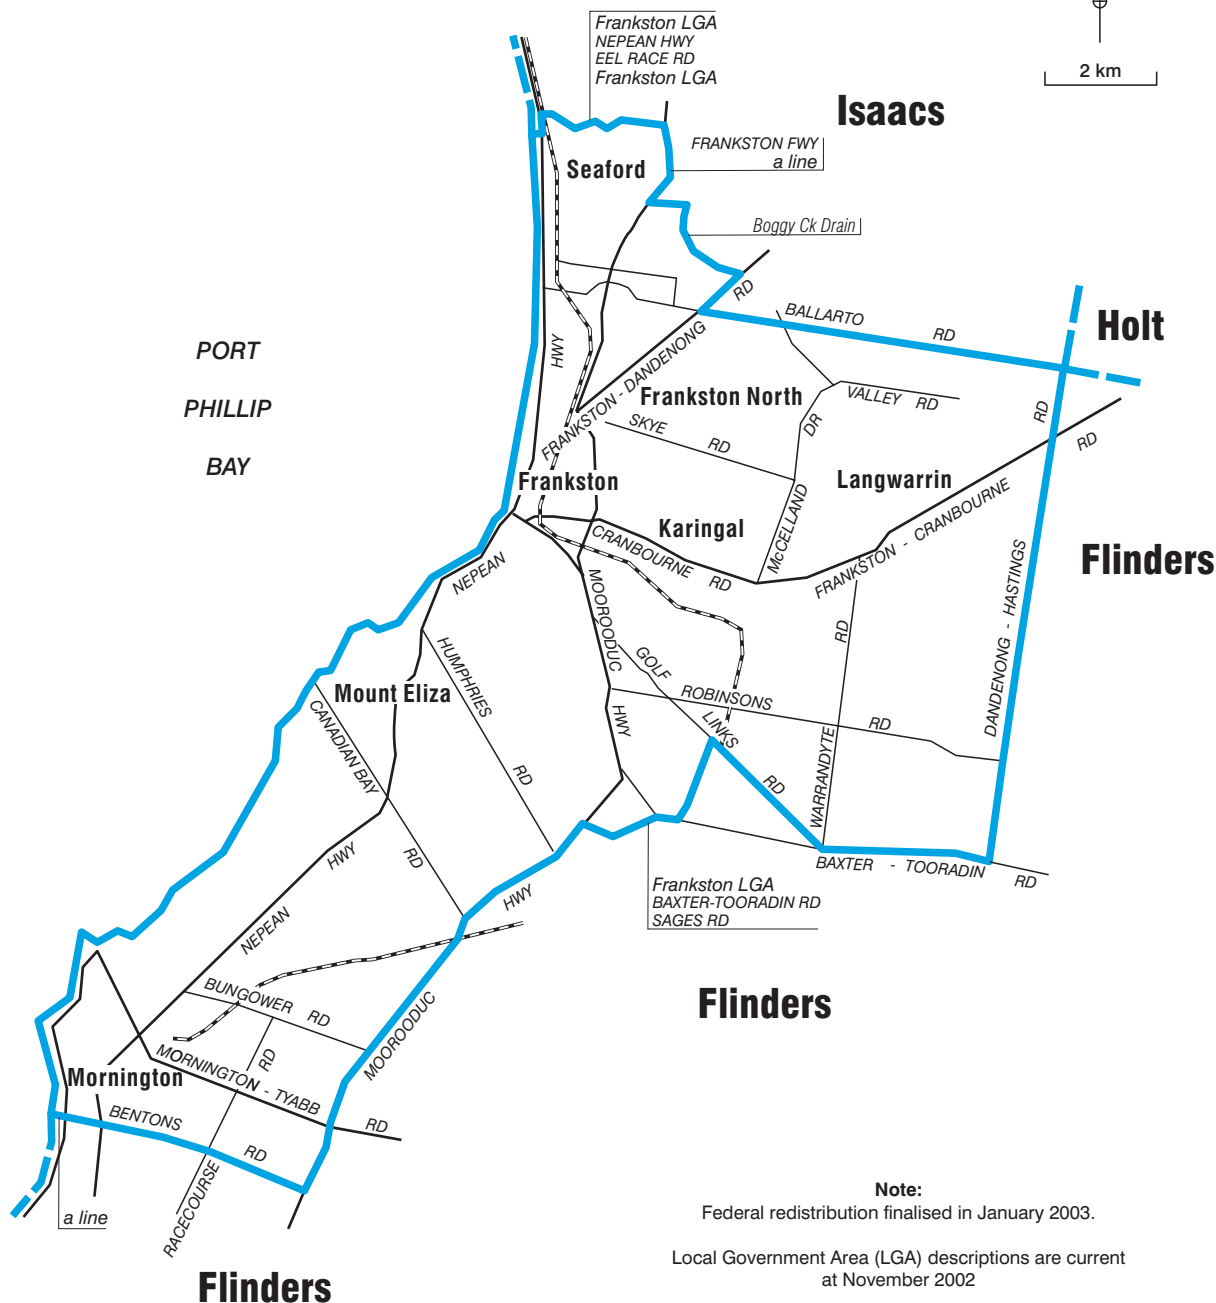 Frankston LGA
NEPEAN HWY
EEL RACE RD
Frankston LGA
2 km
Isaacs
FRANKSTON FWY
a line
Seaford
Boggy Ck Drain
RD
BALLARTO RD
Holt
PORT
PHILLIP
BAY
HWY
FRANKSTON - DANDENONG
Frankston North
VALLEY RD
RD
SKYE RD
DR
RD
Frankston
Langwarrin
Karingal
McCELLAND
CRANBOURNE RD
FRANKSTON - CRANBOURNE
Flinders
NEPEAN
MOOROODUC
HWY
RD
DANDENONG - HASTINGS
HUMPHRIES
RD
GOLF
LINKS
RD
ROBINSONS RD
Mount Eliza
CANADIAN BAY
RD
WARRANDYTE
HWY
BAXTER - TOORADIN RD
Frankston LGA
BAXTER-TOORADIN RD
SAGES RD
HWY
NEPEAN
BUNGOWER RD
MOOROODUC
Flinders
RD
MORNINGTON - TYABB RD
Mornington
BENTONS RD
RACECOURSE
a line
Flinders
Note:
Federal redistribution finalised in January 2003.
Local Government Area (LGA) descriptions are current
at November 2002